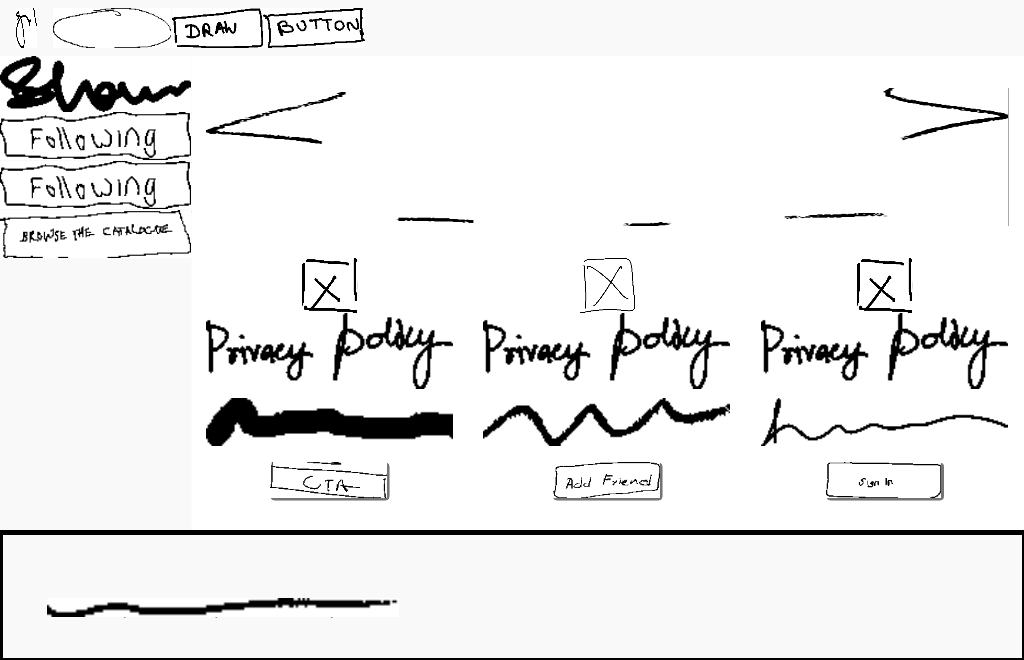 DRAW
BUTTON
Show
Following
Following
BROWSE THE CATALOGUE
Privacy policy
Privacy policy
Privacy policy
CTA
Add Friend
Sign In